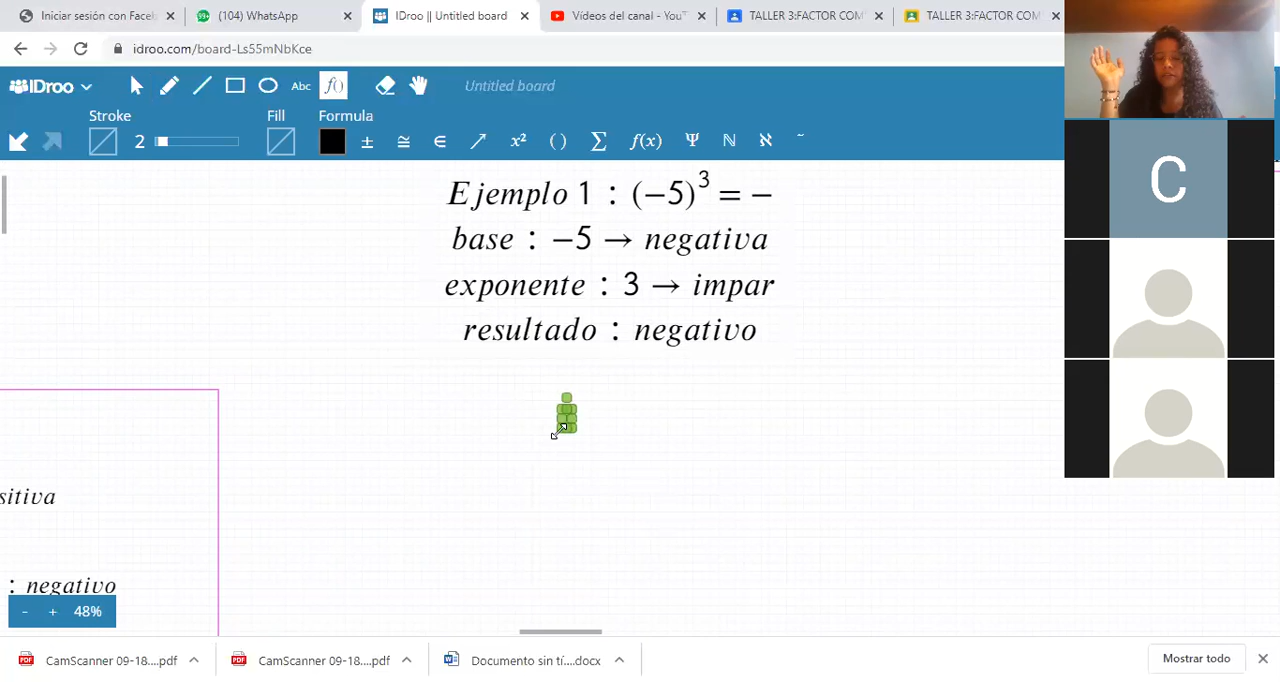 Iniciar sesión con Faceb
(104) WhatsApp
IDroo || Untitled board
Vídeos del canal - YouT
TALLER 3:FACTOR COM
TALLER 3:FACTOR COM
idroo.com/board-Ls55mNbKce
IDroo
Abc
f()
Untitled board
Stroke
Fill
Formula
2
± ≅ ∈ ↗ x² ( ) ∑ f(x) Ψ ℕ ℵ ~
Ejemplo 1 : (−5)³ = −
base : −5 → negativa
exponente : 3 → impar
resultado : negativo
C
sitiva
: negativo
- + 48%
CamScanner 09-18....pdf
CamScanner 09-18....pdf
Documento sin tí....docx
Mostrar todo